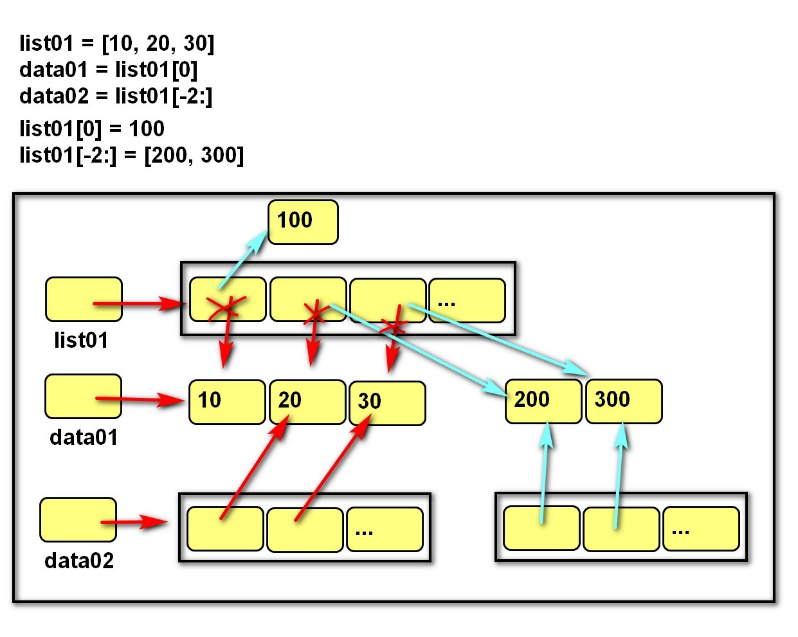 list01 = [10, 20, 30]
data01 = list01[0]
data02 = list01[-2:]
list01[0] = 100
list01[-2:] = [200, 300]
100
...
list01
10 20 30 200 300
data01
... ...
data02